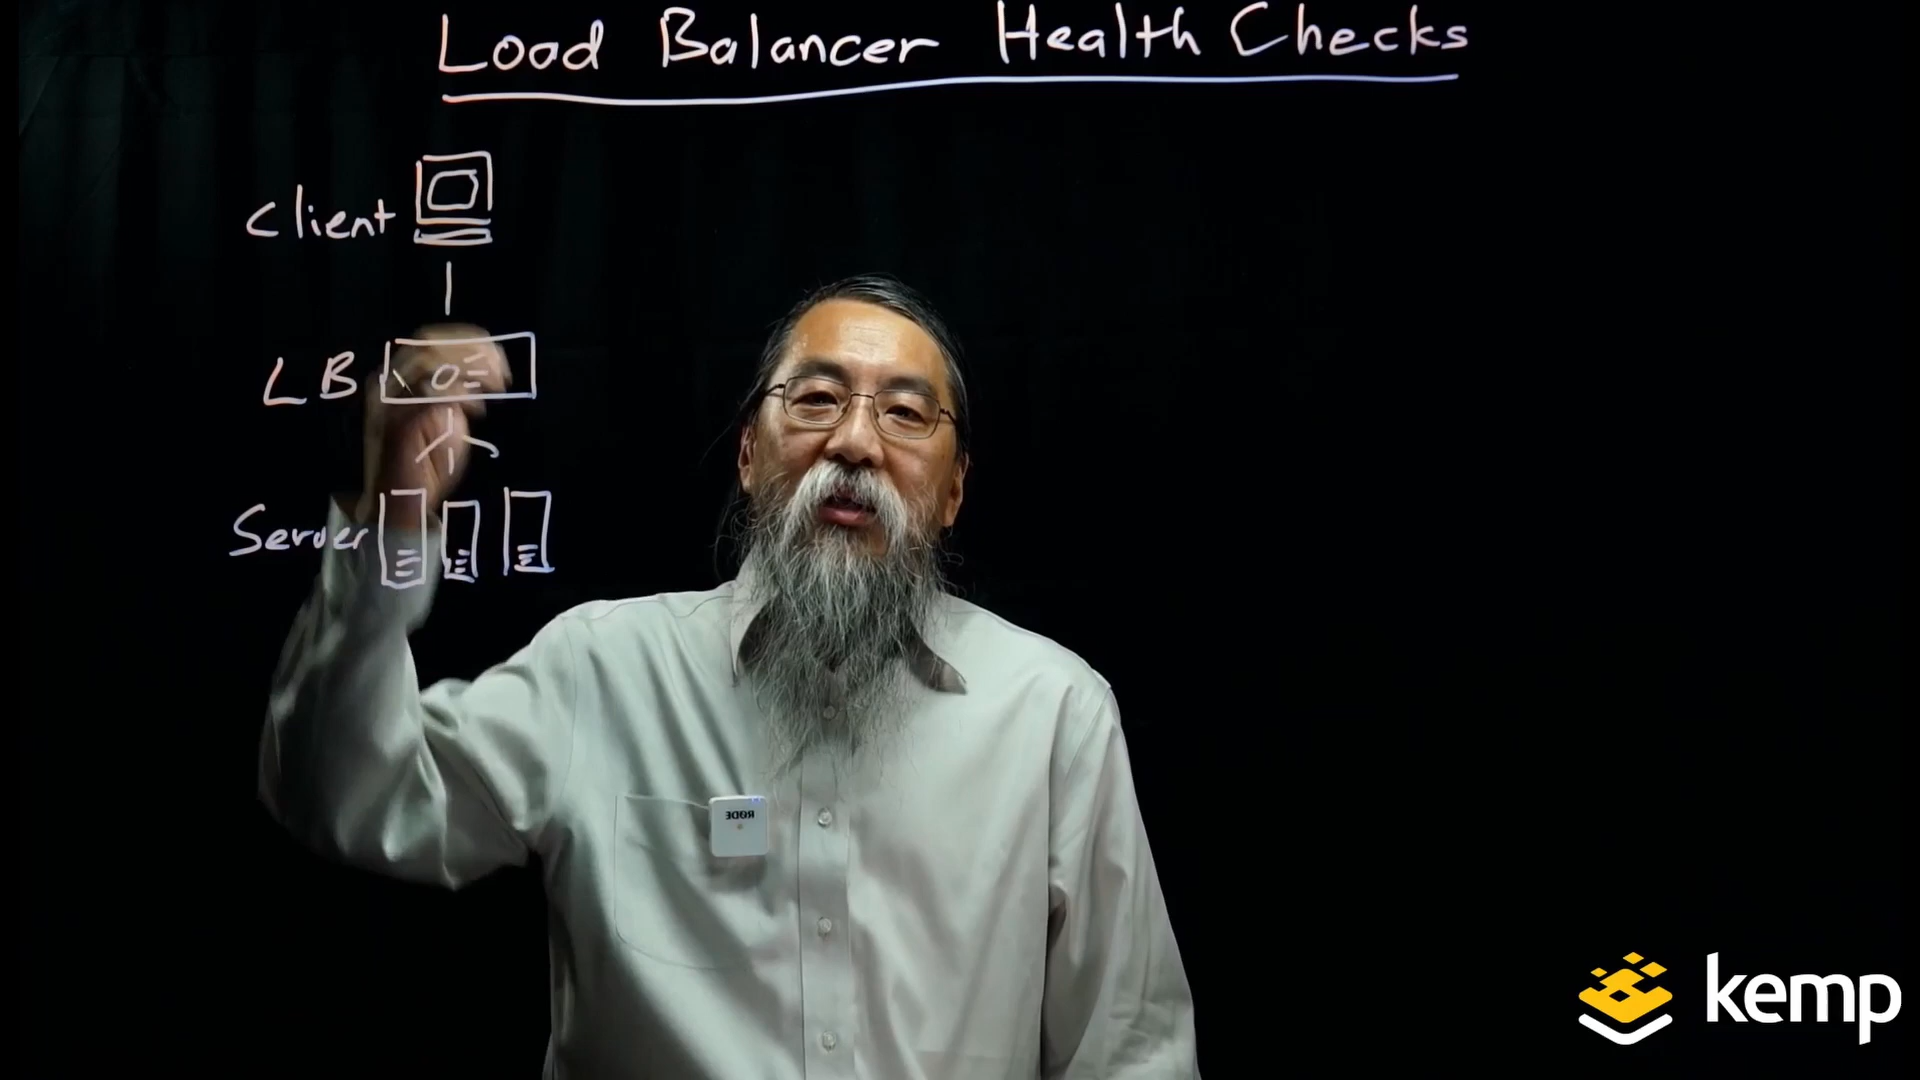 Load Balancer Health Checks
Client
LB
Server
RØDE
kemp